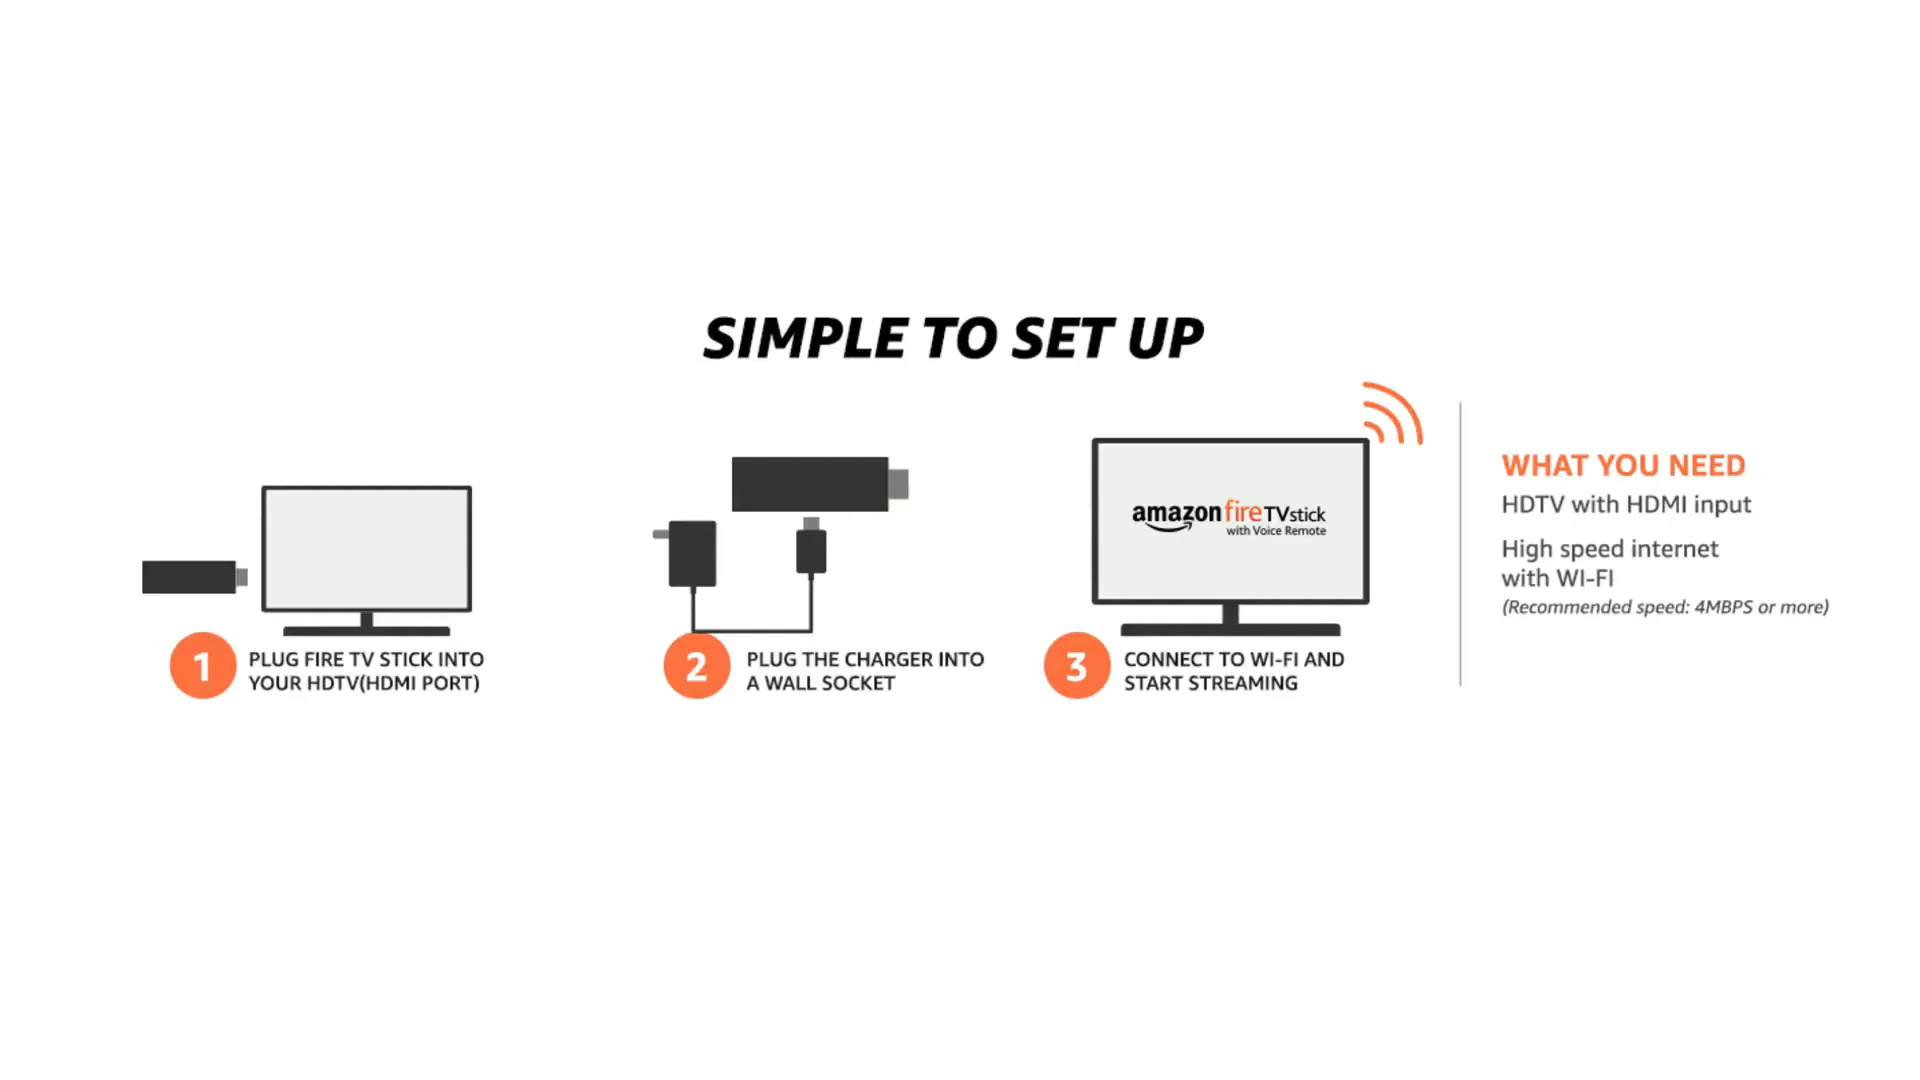 SIMPLE TO SET UP
amazon fireTVstick
with Voice Remote
1
PLUG FIRE TV STICK INTO
YOUR HDTV(HDMI PORT)
2
PLUG THE CHARGER INTO
A WALL SOCKET
3
CONNECT TO WI-FI AND
START STREAMING
WHAT YOU NEED
HDTV with HDMI input
High speed internet
with WI-FI
(Recommended speed: 4MBPS or more)